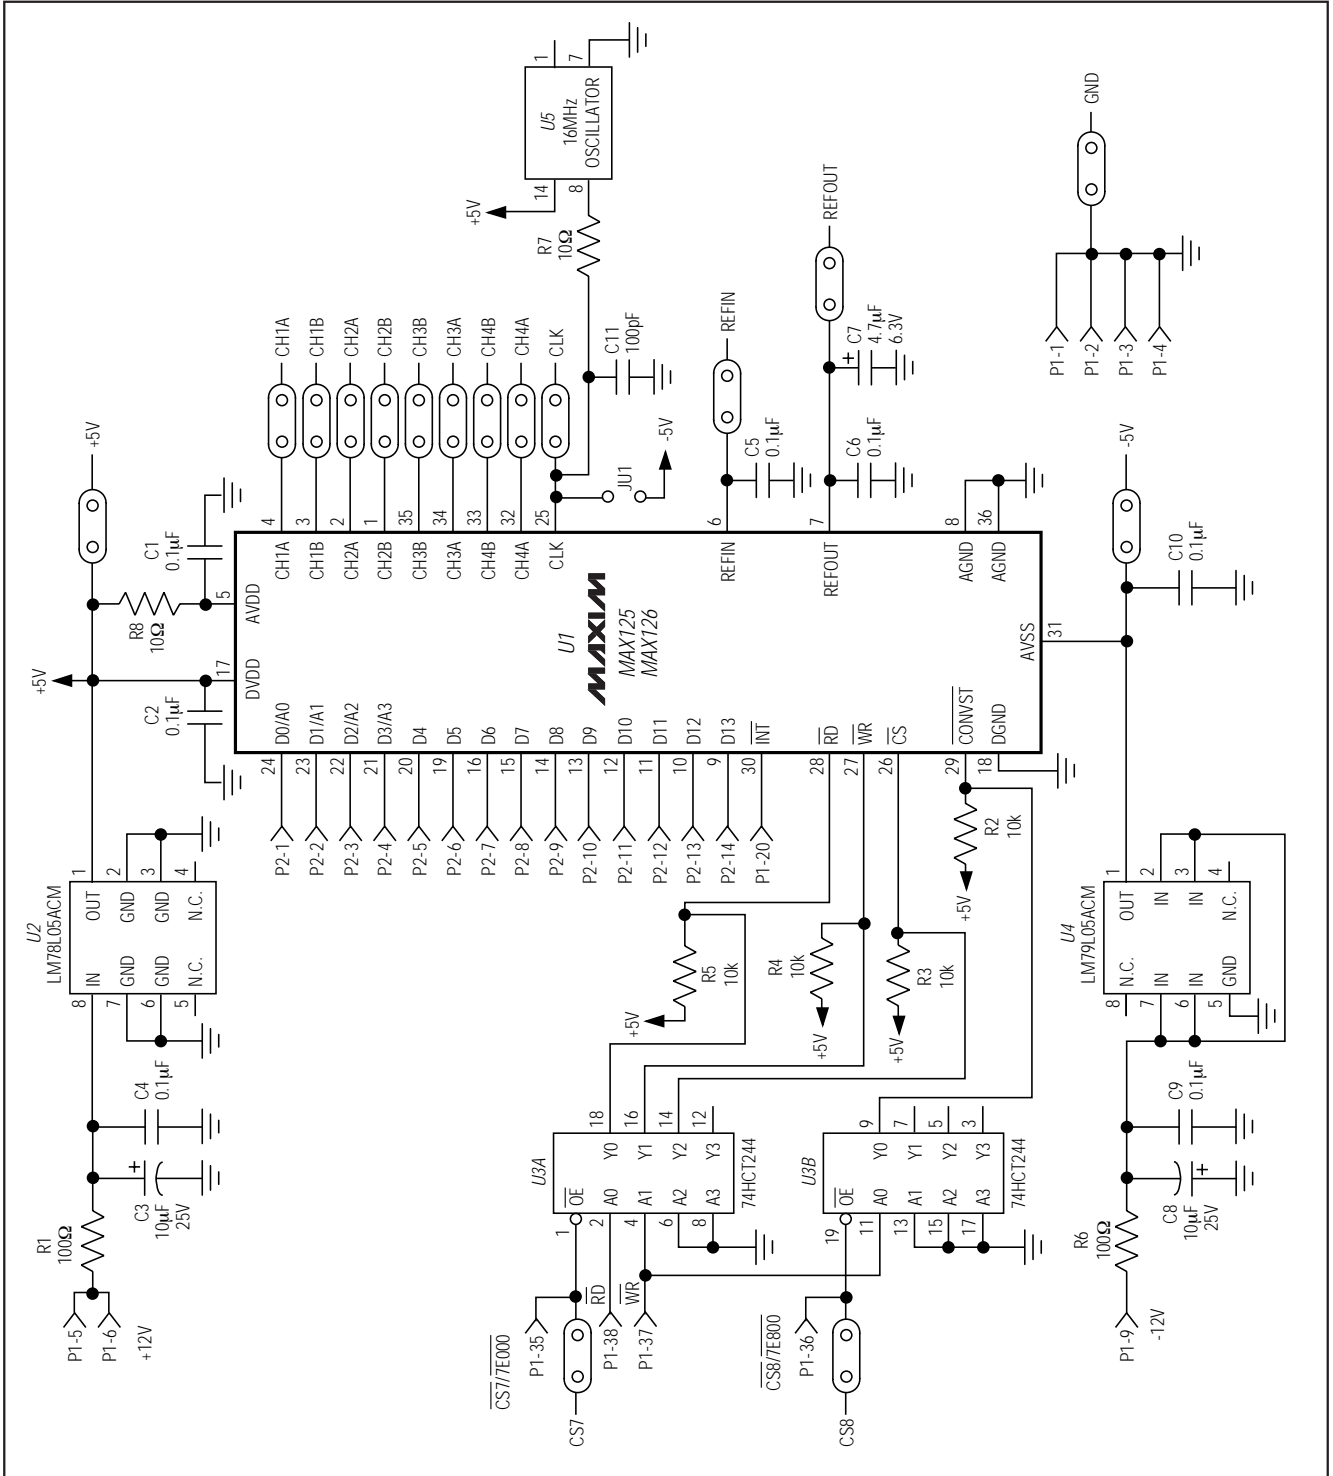 U5
16MHz
OSCILLATOR
1
7
14
8
+5V
R7
10Ω
C11
100pF
CH1A
CH1B
CH2A
CH2B
CH3B
CH3A
CH4B
CH4A
CLK
REFIN
REFOUT
GND
P1-1
P1-2
P1-3
P1-4
C7
4.7µF
6.3V
+
C5
0.1µF
C6
0.1µF
JU1
-5V
+5V
-5V
C10
0.1µF
C1
0.1µF
R8
10Ω
+5V
C2
0.1µF
4
3
2
1
35
34
33
32
25
6
7
8
36
5
17
31
CH1A
CH1B
CH2A
CH2B
CH3B
CH3A
CH4B
CH4A
CLK
REFIN
REFOUT
AGND
AGND
AVDD
DVDD
AVSS
U1
MAXIM
MAX125
MAX126
D0/A0
D1/A1
D2/A2
D3/A3
D4
D5
D6
D7
D8
D9
D10
D11
D12
D13
INT
RD
WR
CS
CONVST
DGND
24
23
22
21
20
19
16
15
14
13
12
11
10
9
30
28
27
26
29
18
P2-1
P2-2
P2-3
P2-4
P2-5
P2-6
P2-7
P2-8
P2-9
P2-10
P2-11
P2-12
P2-13
P2-14
P1-20
R2
10k
+5V
R5
10k
+5V
R4
10k
+5V
R3
10k
+5V
U2
LM78L05ACM
IN
GND
GND
N.C.
OUT
GND
GND
N.C.
8
7
6
5
1
2
3
4
C4
0.1µF
C3
10µF
25V
+
R1
100Ω
P1-5
P1-6
+12V
U4
LM79L05ACM
N.C.
IN
IN
GND
OUT
IN
IN
N.C.
8
7
6
5
1
2
3
4
C9
0.1µF
C8
10µF
25V
+
R6
100Ω
P1-9
-12V
U3A
74HCT244
OE
A0
A1
A2
A3
Y0
Y1
Y2
Y3
1
2
4
6
8
18
16
14
12
U3B
74HCT244
OE
A0
A1
A2
A3
Y0
Y1
Y2
Y3
19
11
13
15
17
9
7
5
3
RD
WR
P1-35
P1-38
P1-37
CS7/7E000
CS7
P1-36
CS8/7E800
CS8